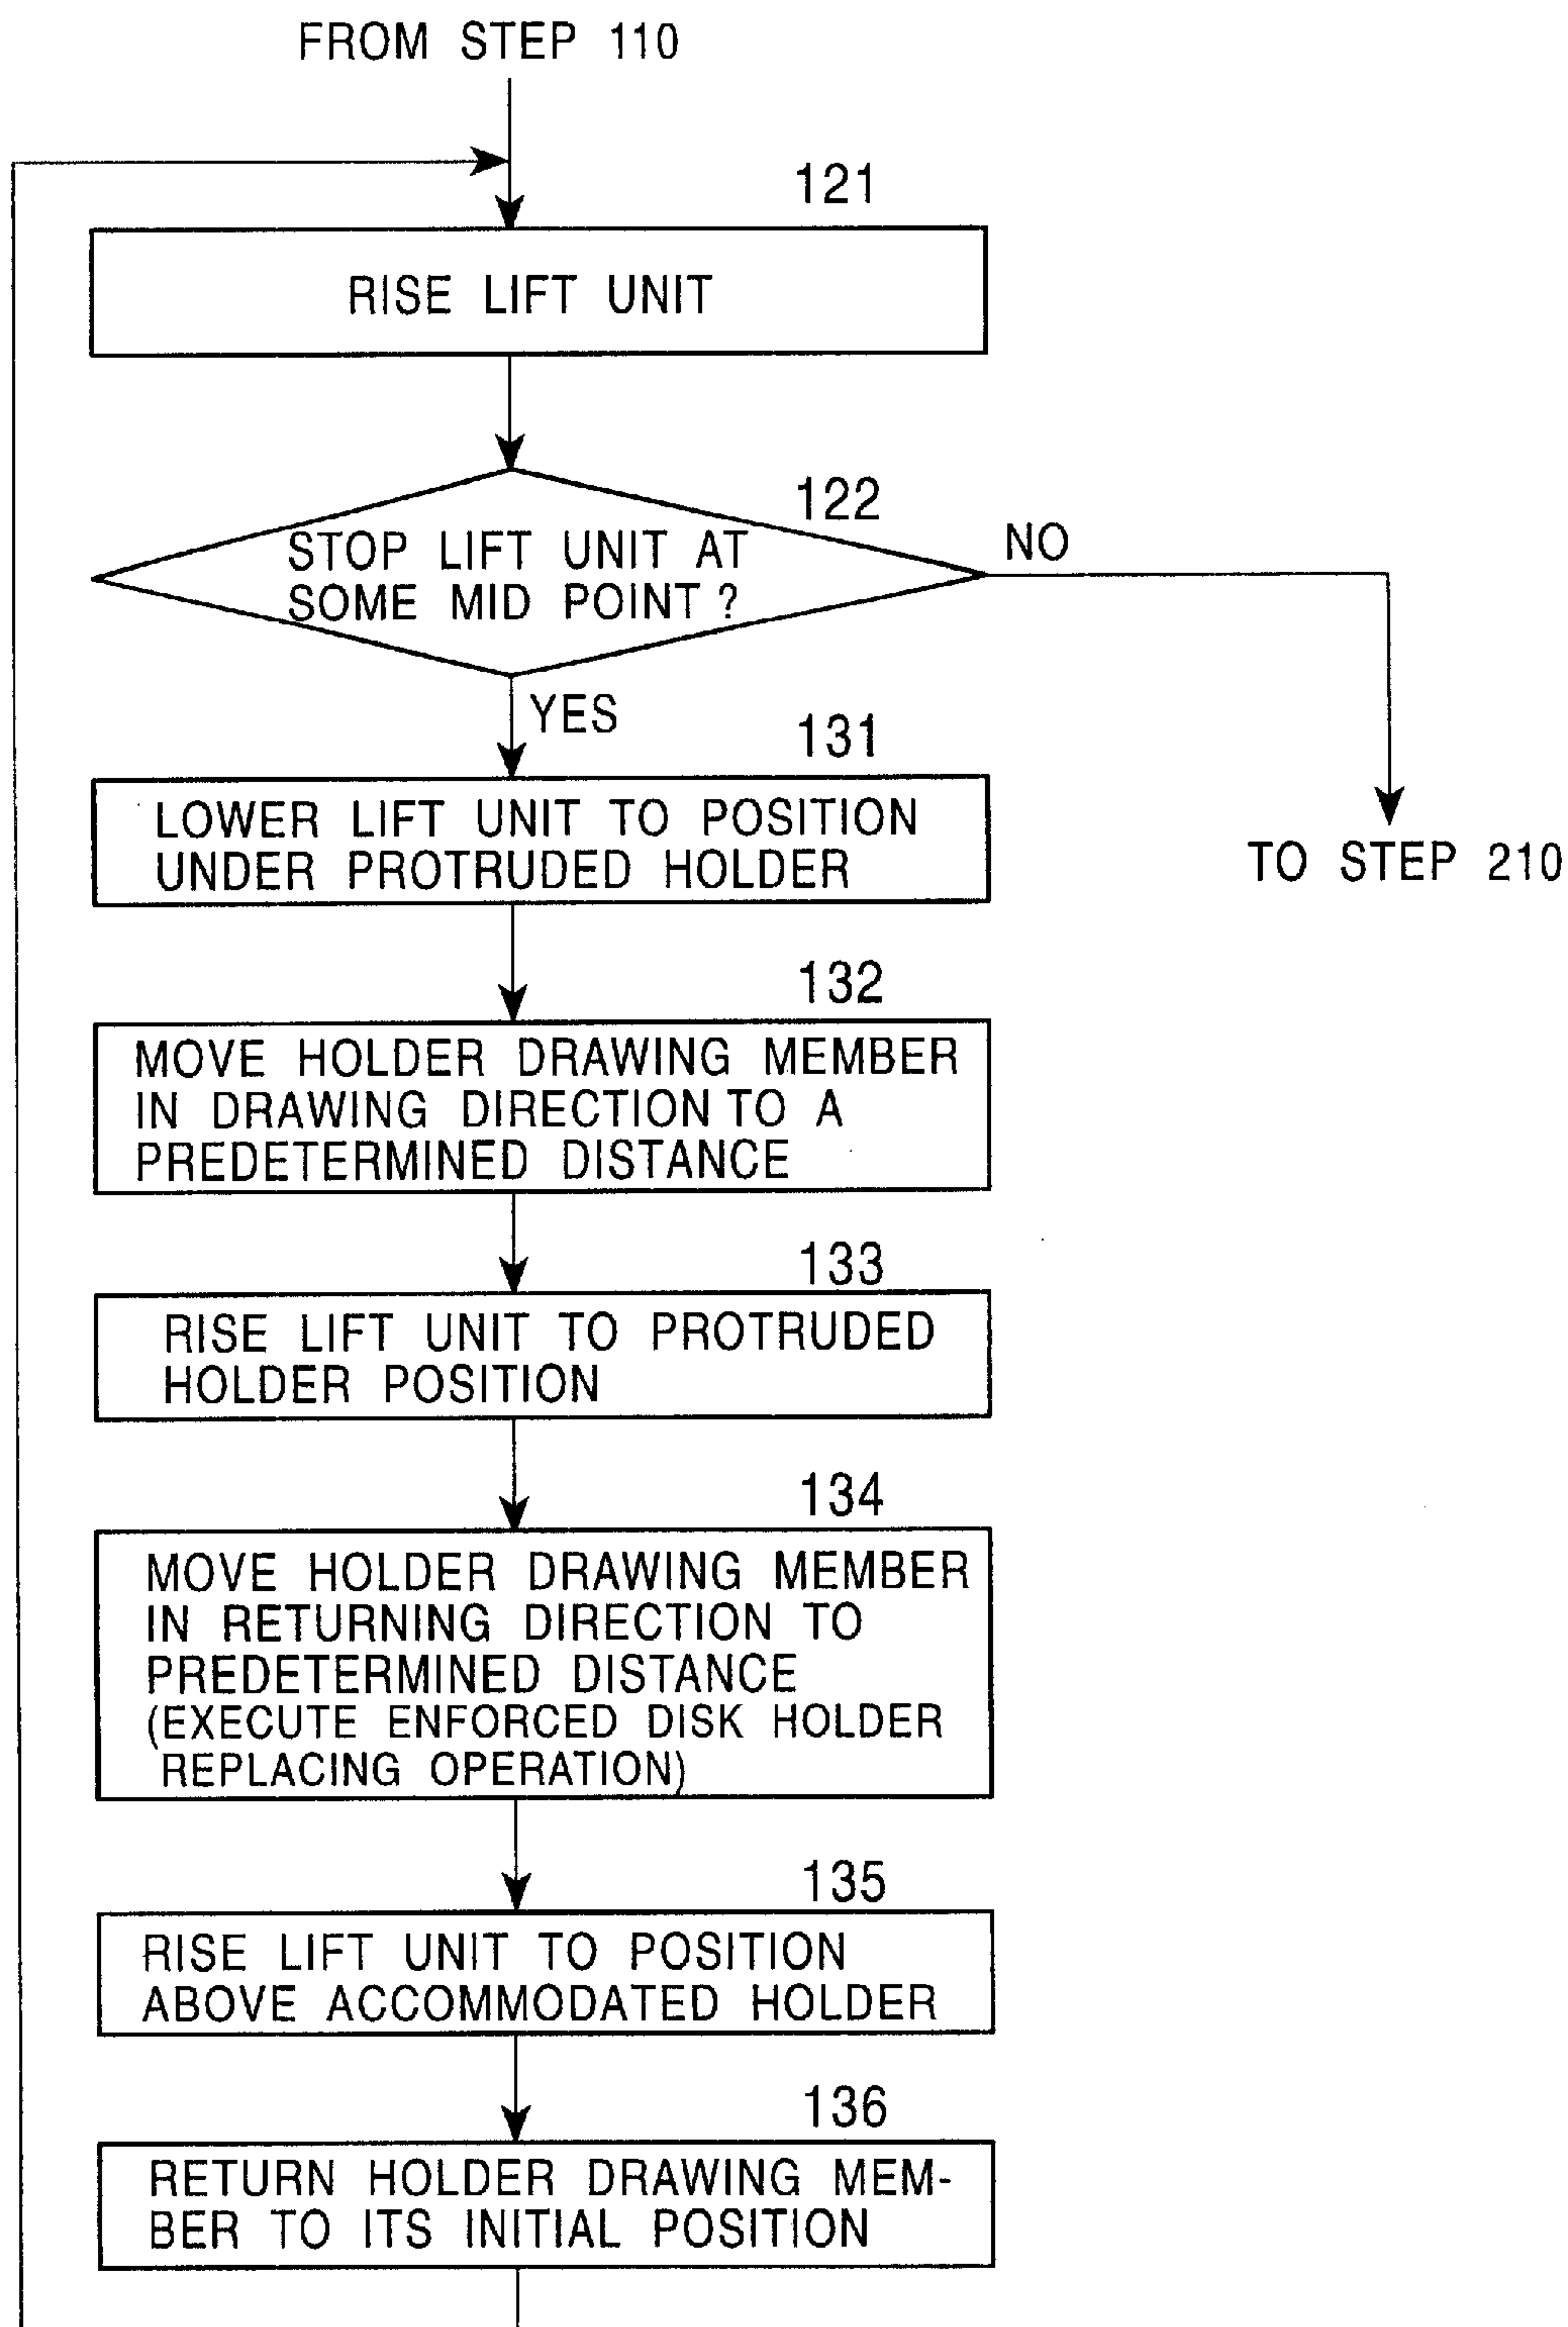 FROM STEP 110
121
RISE LIFT UNIT
122
STOP LIFT UNIT AT
SOME MID POINT ?
NO
YES
TO STEP 210
131
LOWER LIFT UNIT TO POSITION
UNDER PROTRUDED HOLDER
132
MOVE HOLDER DRAWING MEMBER
IN DRAWING DIRECTION TO A
PREDETERMINED DISTANCE
133
RISE LIFT UNIT TO PROTRUDED
HOLDER POSITION
134
MOVE HOLDER DRAWING MEMBER
IN RETURNING DIRECTION TO
PREDETERMINED DISTANCE
(EXECUTE ENFORCED DISK HOLDER
REPLACING OPERATION)
135
RISE LIFT UNIT TO POSITION
ABOVE ACCOMMODATED HOLDER
136
RETURN HOLDER DRAWING MEM-
BER TO ITS INITIAL POSITION